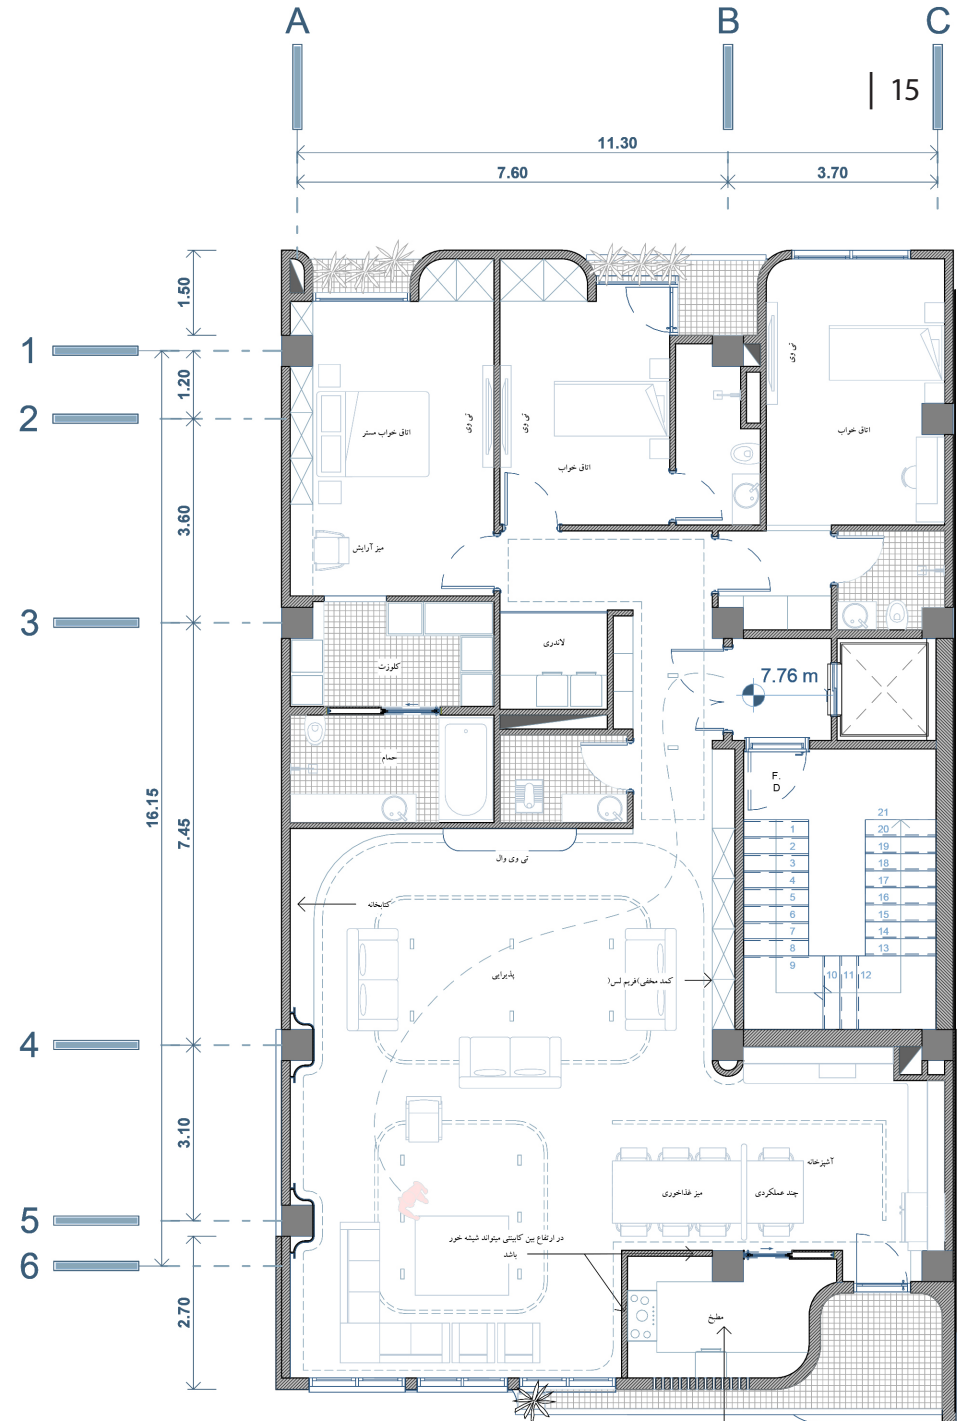 A B C
| 15
11.30
7.60 3.70
1.50
1
1.20
2
تی وی
تی وی
تی وی
اتاق خواب مستر
اتاق خواب
اتاق خواب
3.60
میز آرایش
3
لاندری
کلوزت
7.76 m
حمام
F.
D
16.15
7.45
تی وی وال
کتابخانه
پذیرایی
کمد مخفی(فریم لس)
1
2
3
4
5
6
7
8
9
10 11 12
13
14
15
16
17
18
19
20
21
4
3.10
آشپزخانه
میز غذاخوری
چند عملکردی
5
در ارتفاع بین کابینتی میتواند شیشه خور
باشد
6
2.70
مطبخ